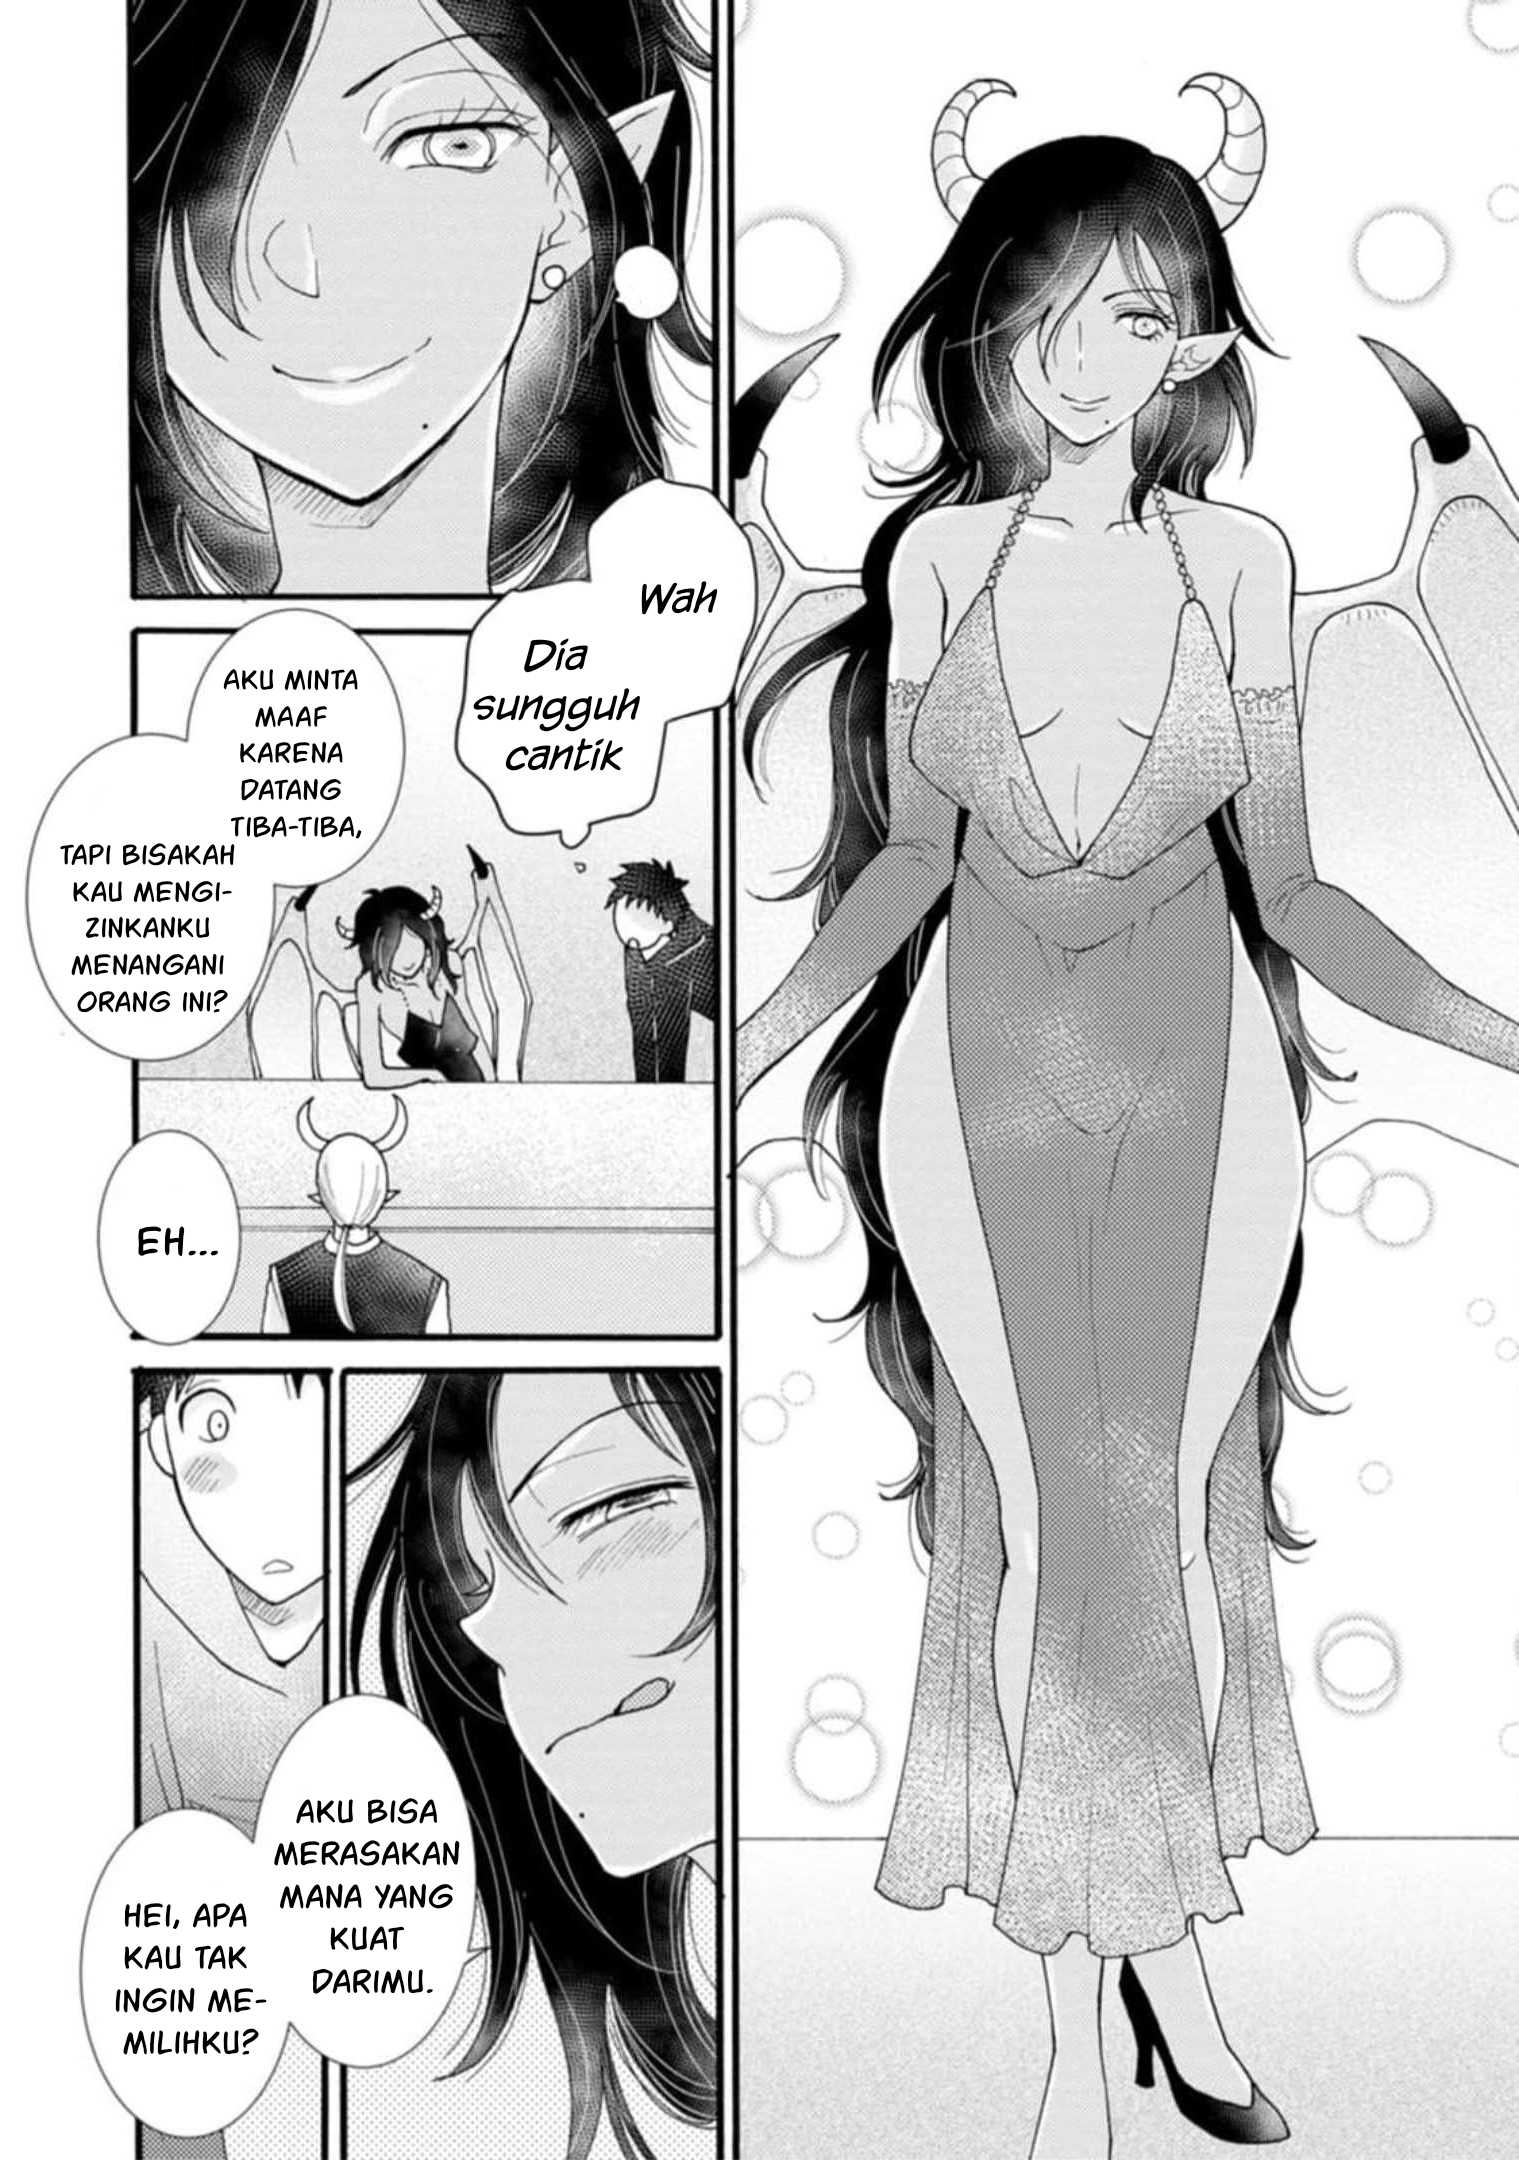 Wah
Dia
sungguh
cantik
AKU MINTA
MAAF
KARENA
DATANG
TIBA-TIBA,
TAPI BISAKAH
KAU MENGI-
ZINKANKU
MENANGANI
ORANG INI?
EH...
AKU BISA
MERASAKAN
MANA YANG
KUAT
DARIMU.
HEI, APA
KAU TAK
INGIN ME-
MILIHKU?